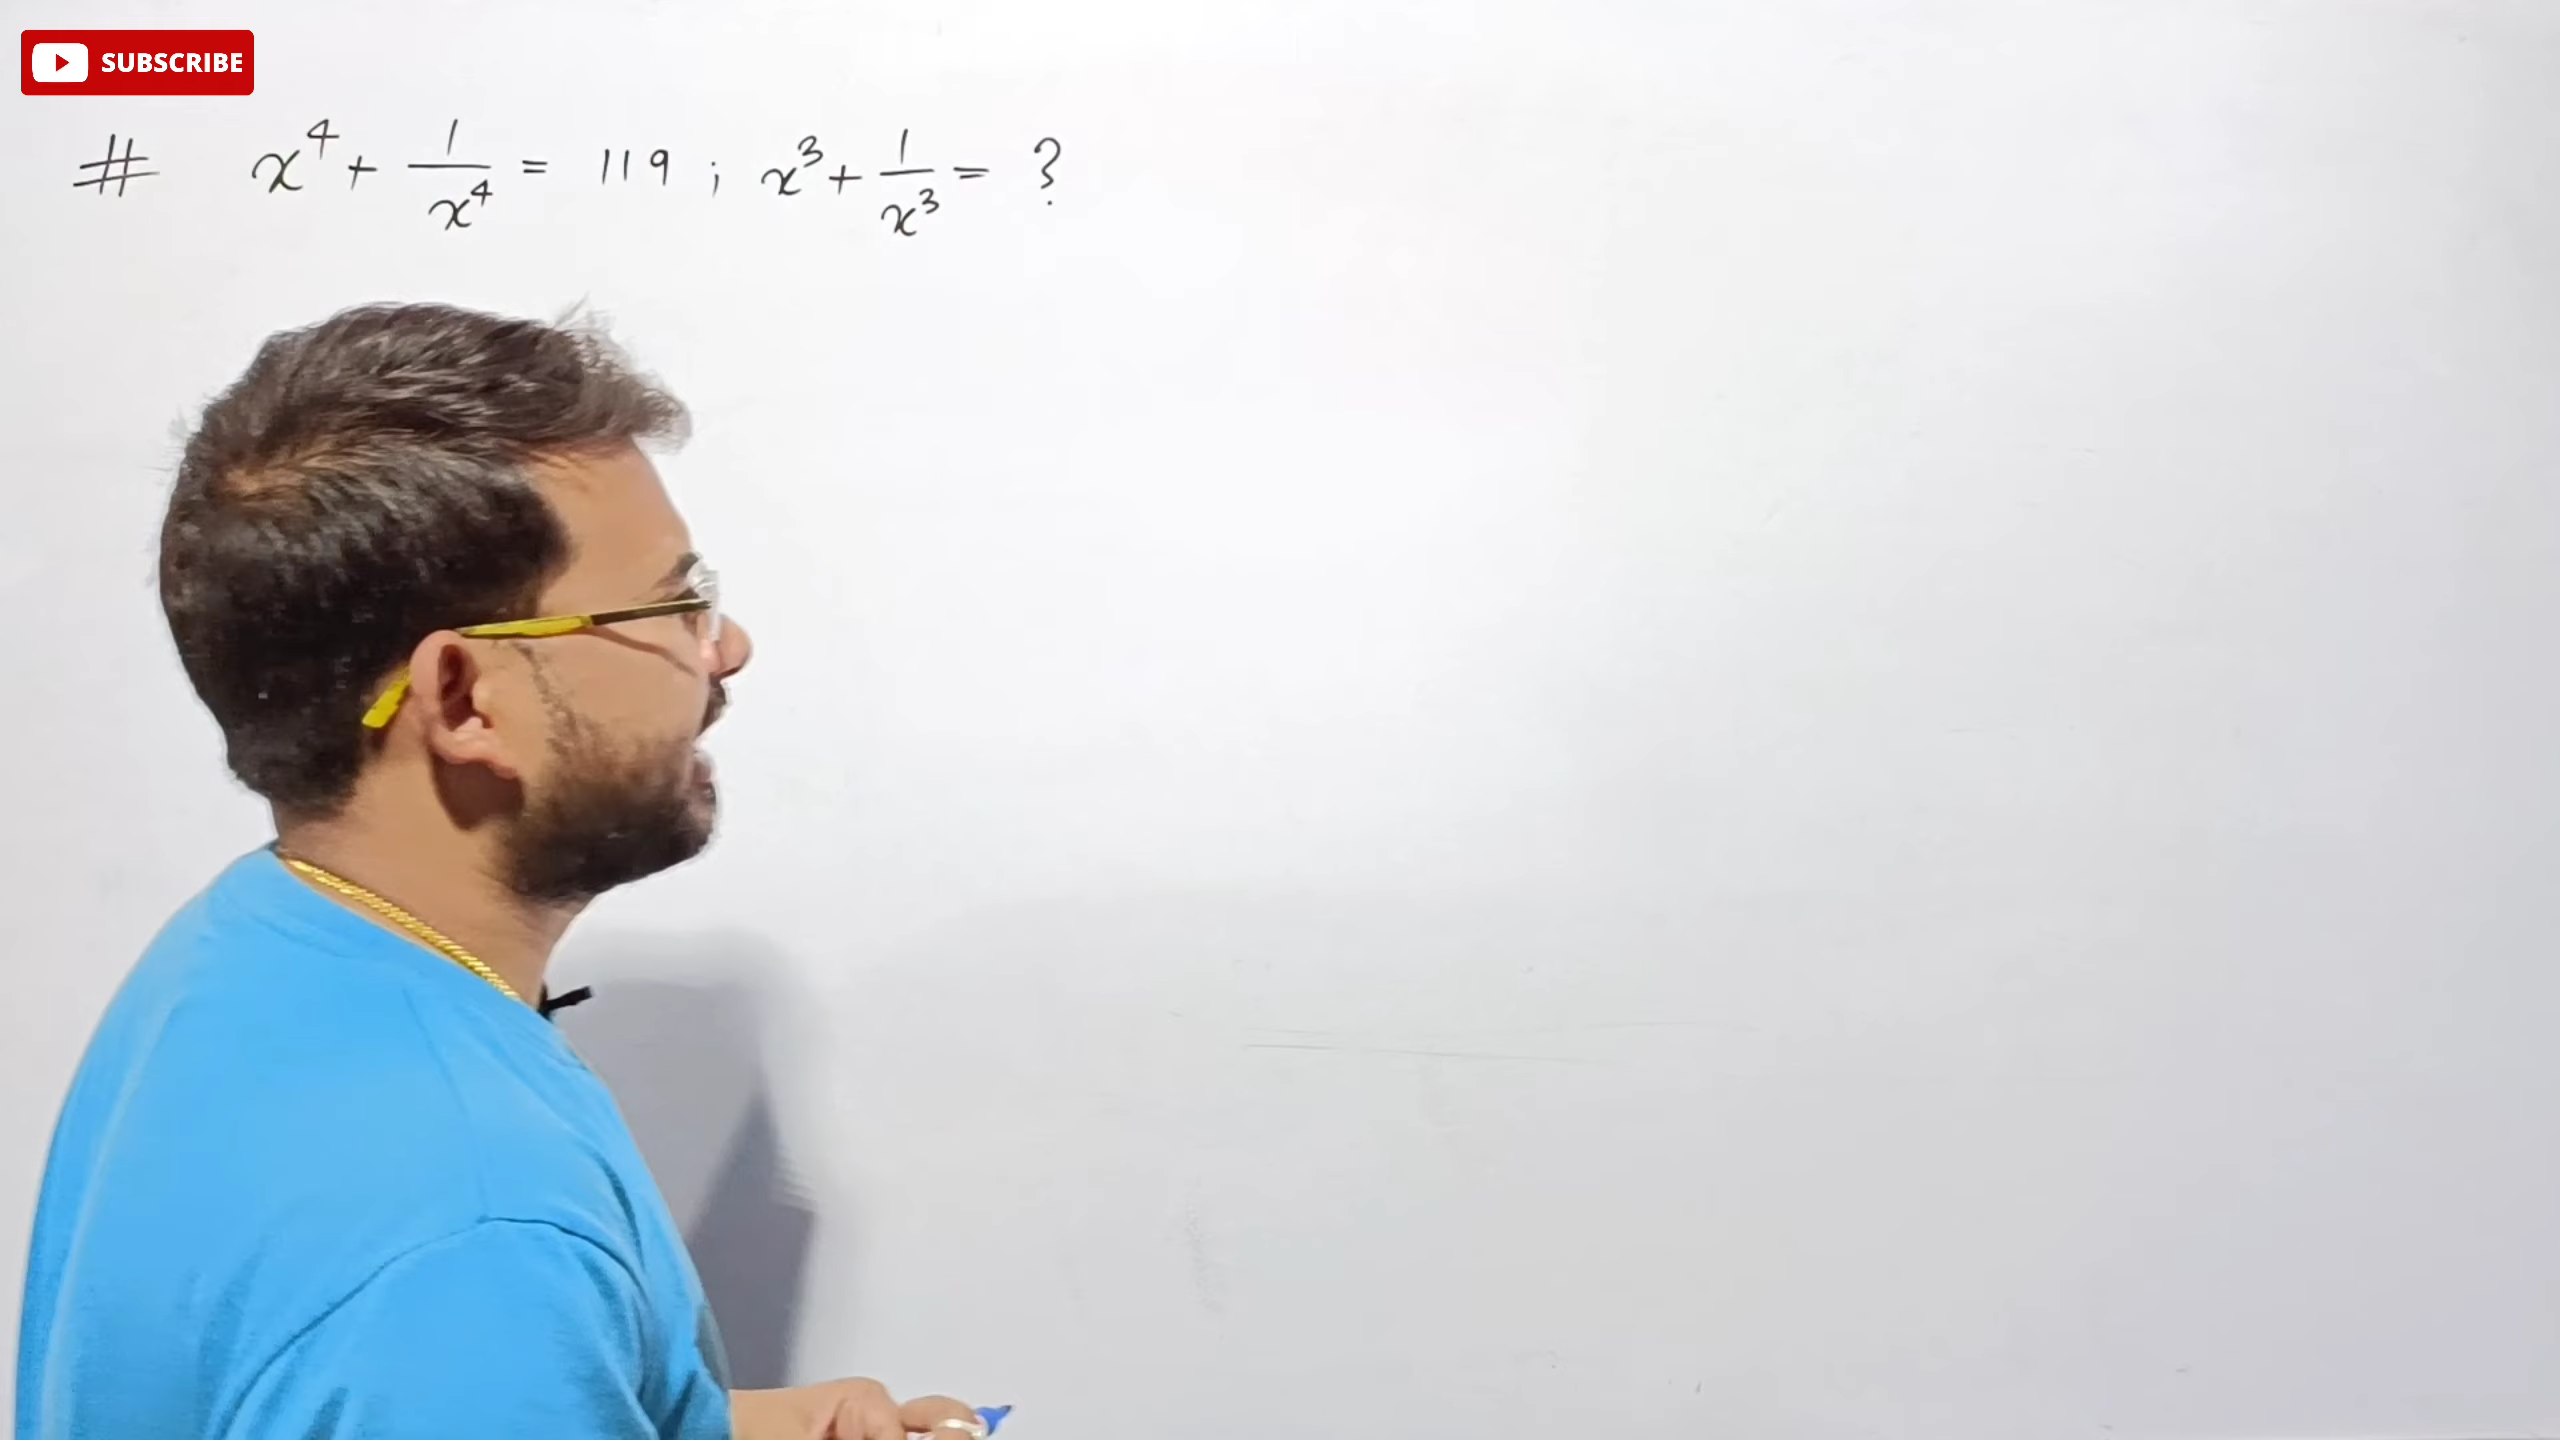 SUBSCRIBE
# x⁴ + 1/x⁴ = 119 ; x³ + 1/x³ = ?